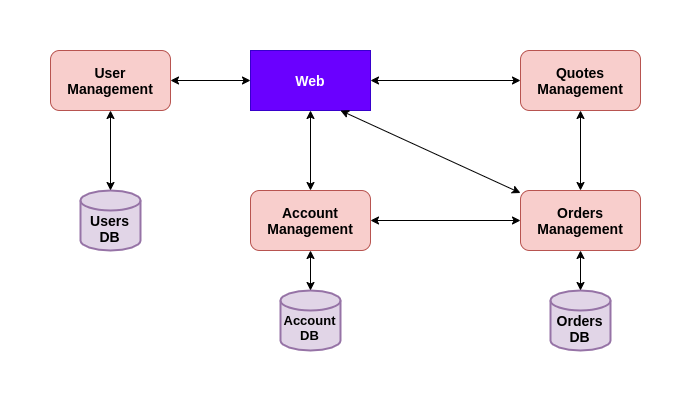 User
Management
Web
Quotes
Management
Users
DB
Account
Management
Orders
Management
Account
DB
Orders
DB